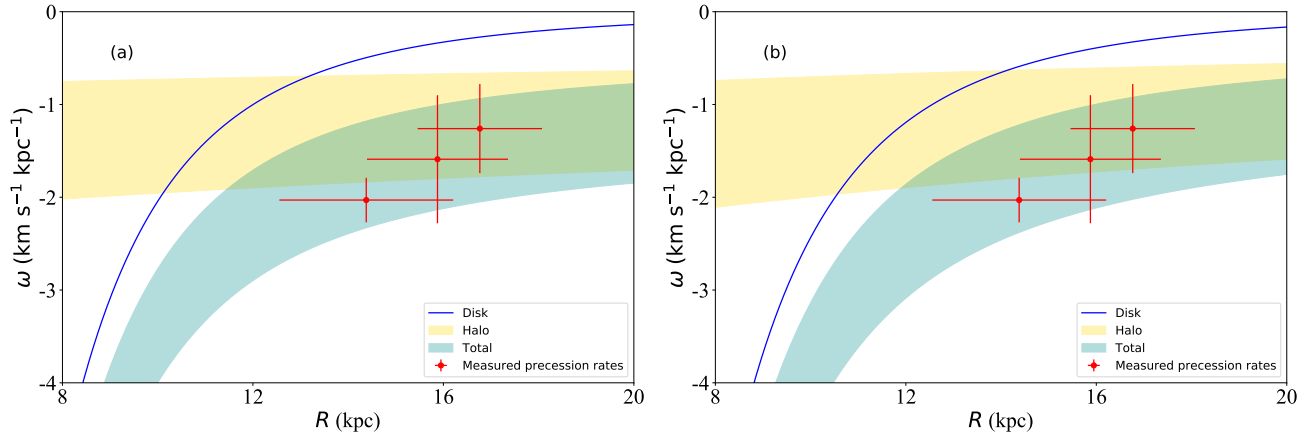 (a)
0
-1
-2
-3
-4
ω (km s⁻¹ kpc⁻¹)
8
12
16
20
R (kpc)
Disk
Halo
Total
Measured precession rates
(b)
0
-1
-2
-3
-4
ω (km s⁻¹ kpc⁻¹)
8
12
16
20
R (kpc)
Disk
Halo
Total
Measured precession rates